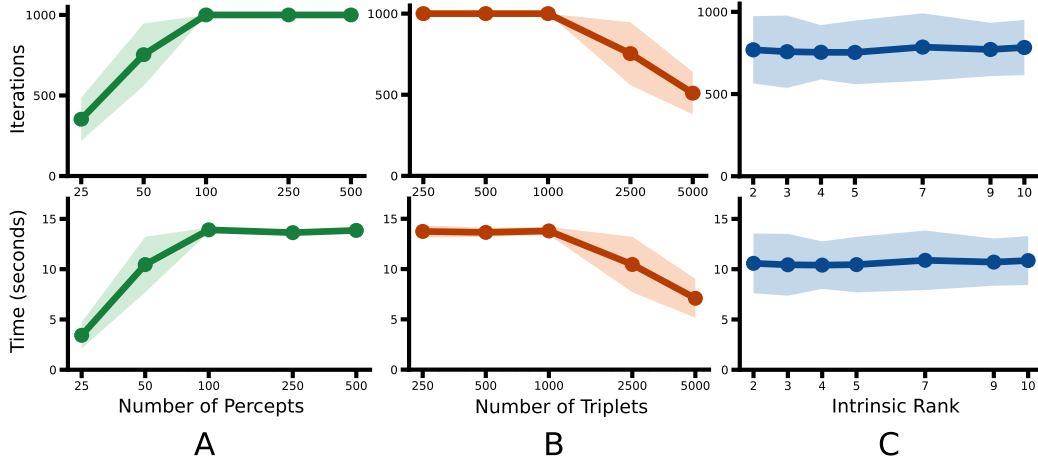 Iterations
1000
500
0
25 50 100 250 500
1000
500
0
250 500 1000 2500 5000
1000
500
0
2 3 4 5 7 9 10
Time (seconds)
15
10
5
0
25 50 100 250 500
Number of Percepts
15
10
5
0
250 500 1000 2500 5000
Number of Triplets
15
10
5
0
2 3 4 5 7 9 10
Intrinsic Rank
A B C